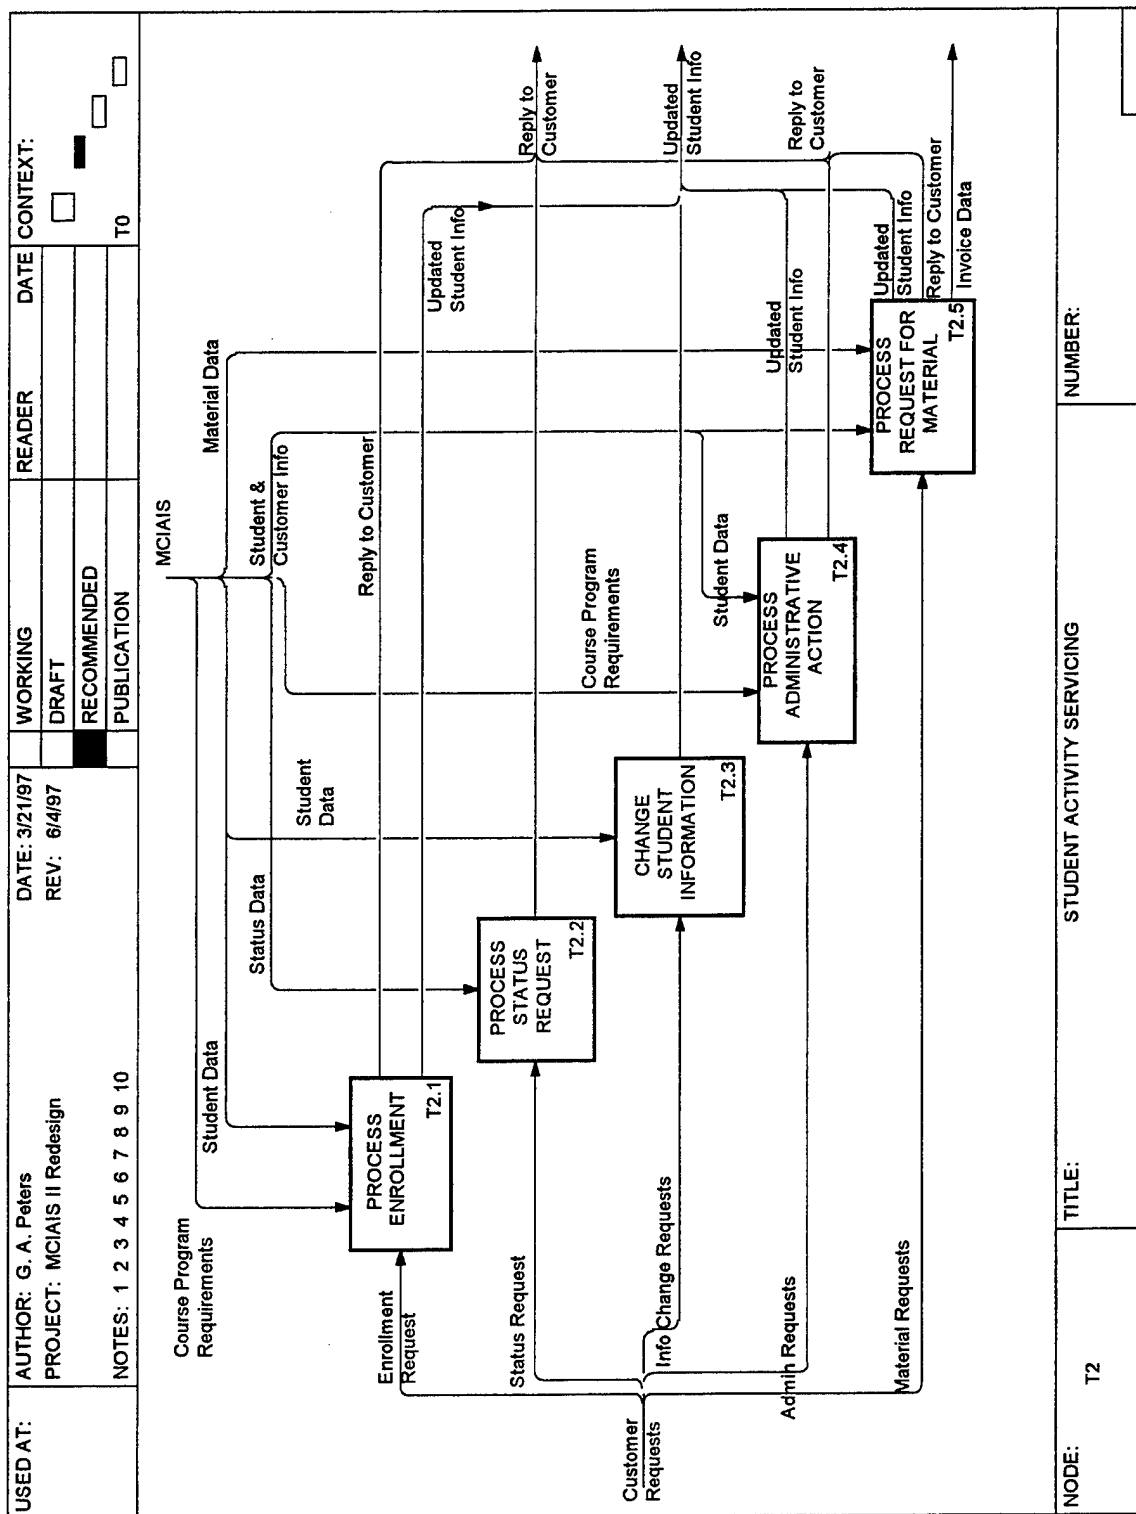 USED AT:
AUTHOR: G. A. Peters
PROJECT: MCIAIS II Redesign
NOTES: 1 2 3 4 5 6 7 8 9 10
DATE: 3/21/97
REV: 6/4/97
WORKING
DRAFT
RECOMMENDED
PUBLICATION
READER
DATE
CONTEXT:
T0
MCIAIS
Course Program
Requirements
Student Data
Status Data
Student
Data
Student &
Customer Info
Material Data
Enrollment
Request
PROCESS
ENROLLMENT
T2.1
Reply to Customer
Updated
Student Info
Reply to
Customer
Status Request
PROCESS
STATUS
REQUEST
T2.2
Course Program
Requirements
Updated
Student Info
Customer
Requests
Info Change Requests
CHANGE
STUDENT
INFORMATION
T2.3
Student Data
Updated
Student Info
Reply to
Customer
Admin Requests
PROCESS
ADMINISTRATIVE
ACTION
T2.4
Material Requests
PROCESS
REQUEST FOR
MATERIAL
T2.5
Updated
Student Info
Reply to Customer
Invoice Data
NODE:
T2
TITLE:
STUDENT ACTIVITY SERVICING
NUMBER: